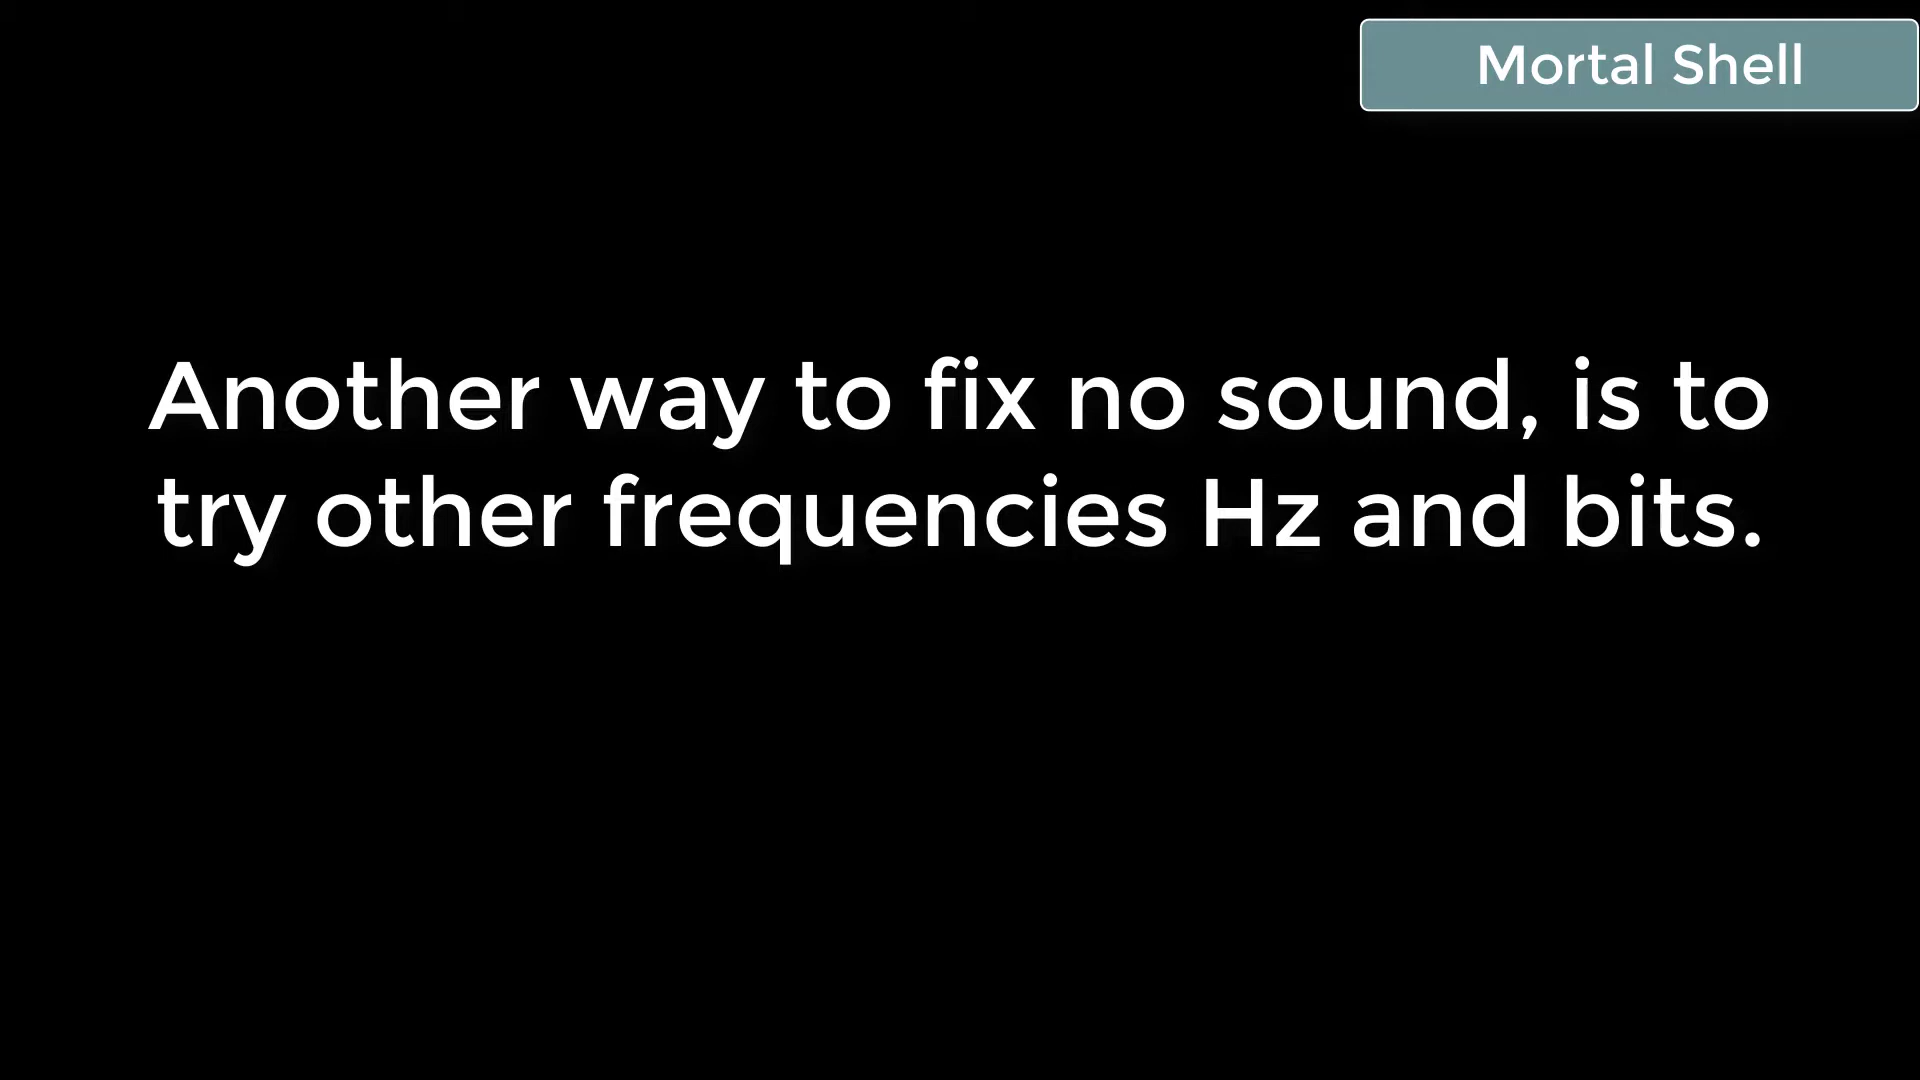 Mortal Shell
Another way to fix no sound, is to
try other frequencies Hz and bits.